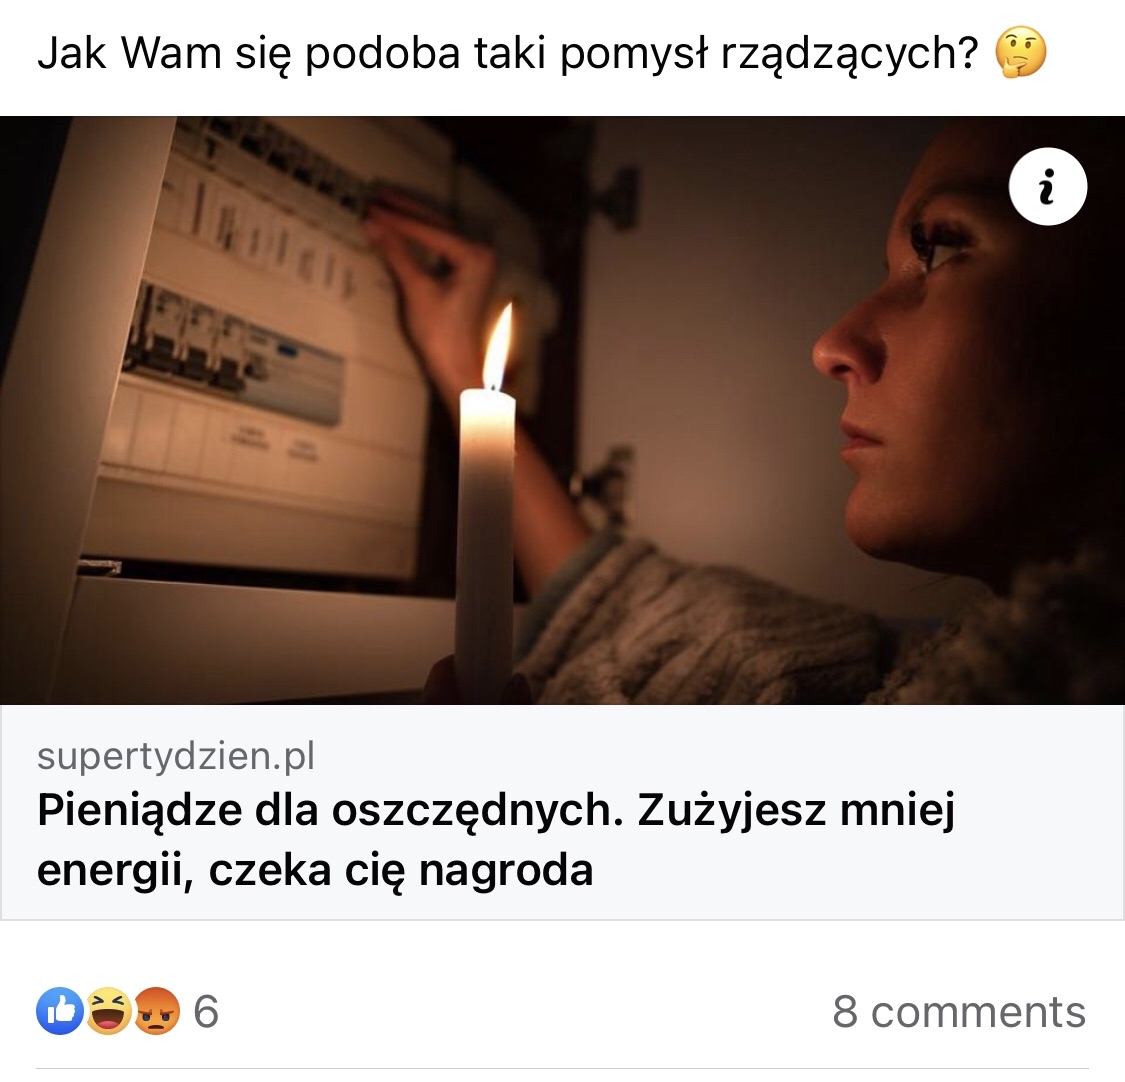 Jak Wam się podoba taki pomysł rządzących? 🤔
i
supertydzien.pl
Pieniądze dla oszczędnych. Zużyjesz mniej
energii, czeka cię nagroda
6
8 comments